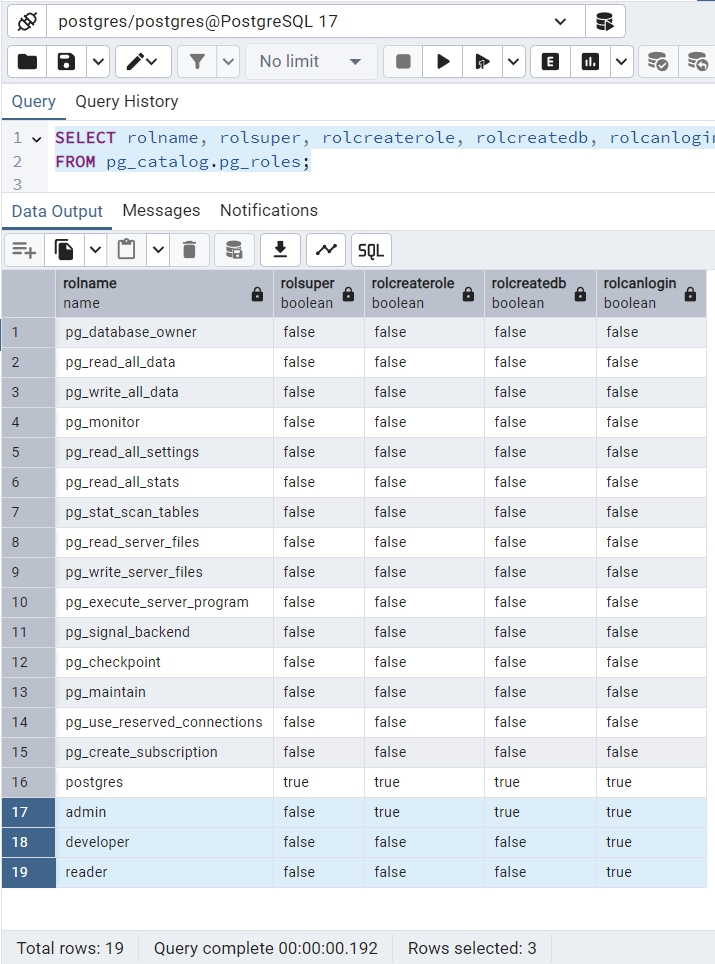 postgres/postgres@PostgreSQL 17
No limit
E
Query Query History
1 SELECT rolname, rolsuper, rolcreaterole, rolcreatedb, rolcanlogin
2 FROM pg_catalog.pg_roles;
3
Data Output Messages Notifications
SQL
rolname rolsuper rolcreaterole rolcreatedb rolcanlogin
name boolean boolean boolean boolean
1 pg_database_owner false false false false
2 pg_read_all_data false false false false
3 pg_write_all_data false false false false
4 pg_monitor false false false false
5 pg_read_all_settings false false false false
6 pg_read_all_stats false false false false
7 pg_stat_scan_tables false false false false
8 pg_read_server_files false false false false
9 pg_write_server_files false false false false
10 pg_execute_server_program false false false false
11 pg_signal_backend false false false false
12 pg_checkpoint false false false false
13 pg_maintain false false false false
14 pg_use_reserved_connections false false false false
15 pg_create_subscription false false false false
16 postgres true true true true
17 admin false true true true
18 developer false false false true
19 reader false false false true
Total rows: 19 Query complete 00:00:00.192 Rows selected: 3